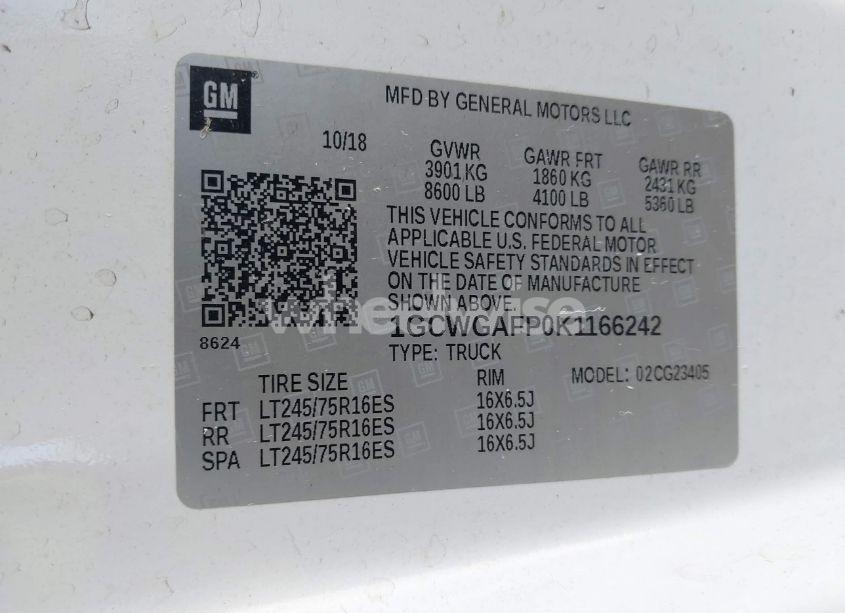 GM
MFD BY GENERAL MOTORS LLC
10/18
GVWR GAWR FRT GAWR RR
3901 KG 1860 KG 2431 KG
8600 LB 4100 LB 5360 LB
THIS VEHICLE CONFORMS TO ALL
APPLICABLE U.S. FEDERAL MOTOR
VEHICLE SAFETY STANDARDS IN EFFECT
ON THE DATE OF MANUFACTURE
SHOWN ABOVE.
1GCWGAFP0K1166242
8624
TYPE: TRUCK
MODEL: 02CG23405
TIRE SIZE RIM
FRT LT245/75R16ES 16X6.5J
RR LT245/75R16ES 16X6.5J
SPA LT245/75R16ES 16X6.5J